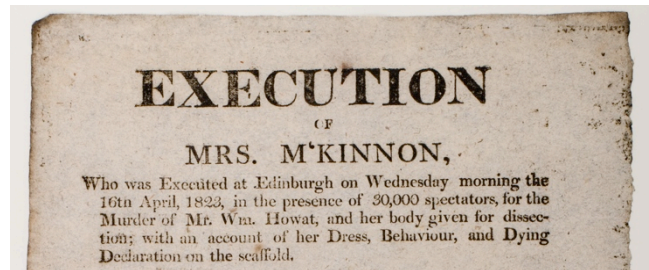 EXECUTION
OF
MRS. M'KINNON,
Who was Executed at Edinburgh on Wednesday morning the
16th April, 1823, in the presence of 30,000 spectators, for the
Murder of Mr. Wm. Howat, and her body given for dissec-
tion; with an account of her Dress, Behaviour, and Dying
Declaration on the scaffold.